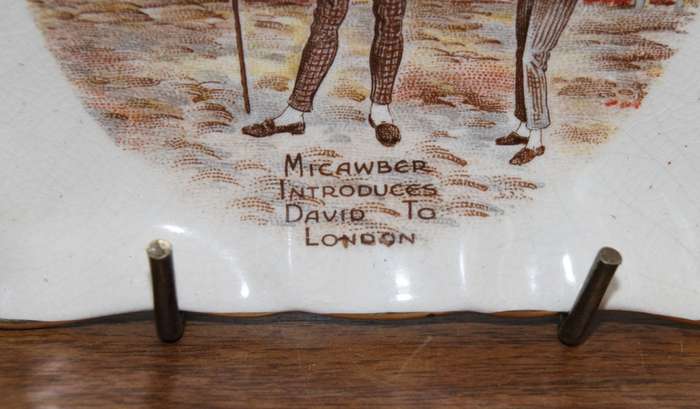 Micawber
Introduces
David To
London